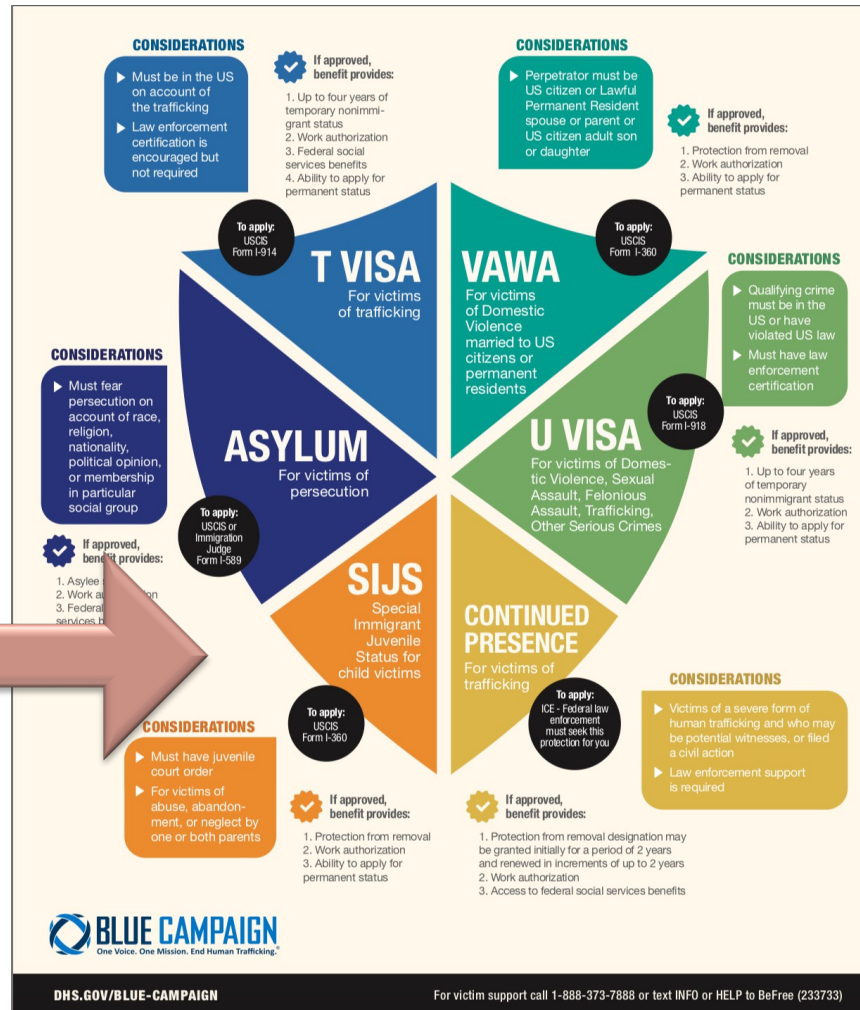 CONSIDERATIONS
Must be in the US
on account of
the trafficking
Law enforcement
certification is
encouraged but
not required
If approved,
benefit provides:
1. Up to four years of
temporary nonimmi-
grant status
2. Work authorization
3. Federal social
services benefits
4. Ability to apply for
permanent status
To apply:
USCIS
Form I-914
T VISA
For victims
of trafficking
CONSIDERATIONS
Perpetrator must be
US citizen or Lawful
Permanent Resident
spouse or parent or
US citizen adult son
or daughter
If approved,
benefit provides:
1. Protection from removal
2. Work authorization
3. Ability to apply for
permanent status
To apply:
USCIS
Form I-360
VAWA
For victims
of Domestic
Violence
married to US
citizens or
permanent
residents
CONSIDERATIONS
Qualifying crime
must be in the
US or have
violated US law
Must have law
enforcement
certification
To apply:
USCIS
Form I-918
If approved,
benefit provides:
1. Up to four years
of temporary
nonimmigrant status
2. Work authorization
3. Ability to apply for
permanent status
U VISA
For victims of Domes-
tic Violence, Sexual
Assault, Felonious
Assault, Trafficking,
Other Serious Crimes
CONSIDERATIONS
Must fear
persecution on
account of race,
religion,
nationality,
political opinion,
or membership
in particular
social group
ASYLUM
For victims of
persecution
To apply:
USCIS or
Immigration
Judge
Form I-589
If approved,
benefit provides:
1. Asylee
2. Work
3. Federal
services
SIJS
Special
Immigrant
Juvenile
Status for
child victims
To apply:
USCIS
Form I-360
CONSIDERATIONS
Must have juvenile
court order
For victims of
abuse, abandon-
ment, or neglect by
one or both parents
If approved,
benefit provides:
1. Protection from removal
2. Work authorization
3. Ability to apply for
permanent status
CONTINUED
PRESENCE
For victims of
trafficking
To apply:
ICE - Federal law
enforcement
must seek this
protection for you
CONSIDERATIONS
Victims of a severe form of
human trafficking and who may
be potential witnesses, or filed
a civil action
Law enforcement support
is required
If approved,
benefit provides:
1. Protection from removal designation may
be granted initially for a period of 2 years
and renewed in increments of up to 2 years
2. Work authorization
3. Access to federal social services benefits
BLUE CAMPAIGN
One Voice. One Mission. End Human Trafficking.®
DHS.GOV/BLUE-CAMPAIGN
For victim support call 1-888-373-7888 or text INFO or HELP to BeFree (233733)